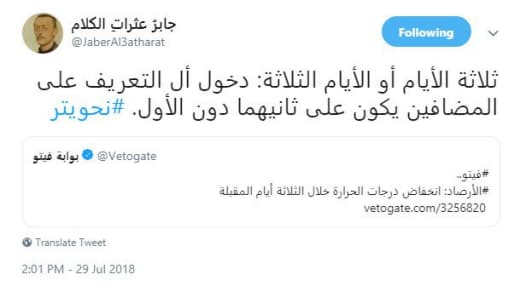 جابرُ عثراتِ الكلام
@JaberAl3atharat
Following
ثلاثة الأيام أو الأيام الثلاثة: دخول أل التعريف على
المضافين يكون على ثانيهما دون الأول. #نحويتر
بوابة فيتو @Vetogate
#فيتو..
#الأرصاد: انخفاض درجات الحرارة خلال الثلاثة أيام المقبلة
vetogate.com/3256820
Translate Tweet
2:01 PM - 29 Jul 2018